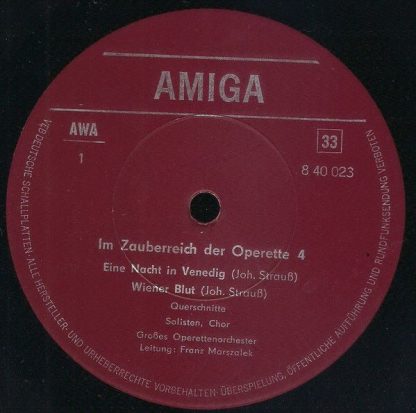 AMIGA
AWA
1
33
8 40 023
Im Zauberreich der Operette 4
Eine Nacht in Venedig (Joh. Strauß)
Wiener Blut (Joh. Strauß)
Querschnitte
Solisten, Chor
Großes Operettenorchester
Leitung: Franz Marszalek
VEB DEUTSCHE SCHALLPLATTEN · ALLE HERSTELLER- UND URHEBERRECHTE VORBEHALTEN · ÜBERSPIELUNG, ÖFFENTLICHE AUFFÜHRUNG UND RUNDFUNKSENDUNG VERBOTEN